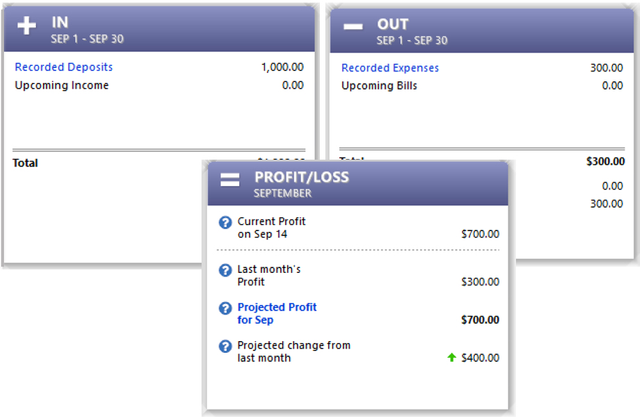 IN
SEP 1 - SEP 30
Recorded Deposits 1,000.00
Upcoming Income 0.00
Total
OUT
SEP 1 - SEP 30
Recorded Expenses 300.00
Upcoming Bills 0.00
Total $300.00
0.00
300.00
PROFIT/LOSS
SEPTEMBER
? Current Profit
on Sep 14 $700.00
? Last month's
Profit $300.00
? Projected Profit
for Sep $700.00
? Projected change from
last month $400.00